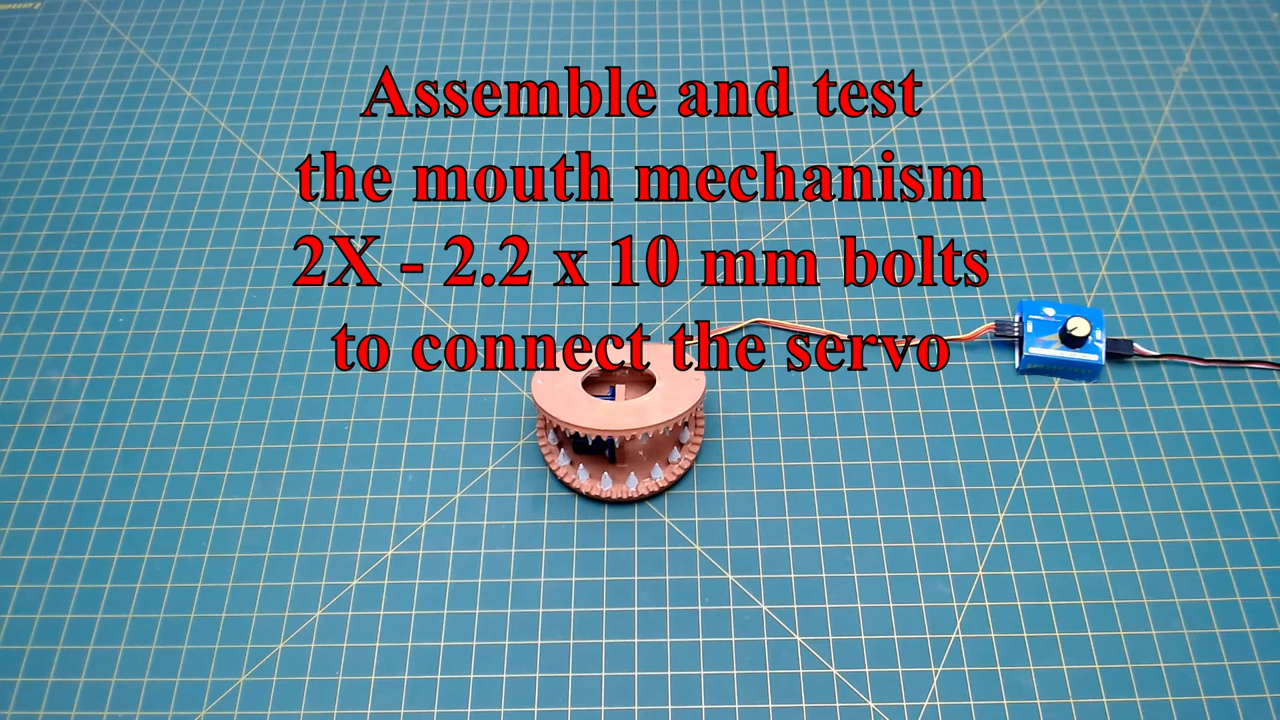 Assemble and test
the mouth mechanism
2X - 2.2 x 10 mm bolts
to connect the servo